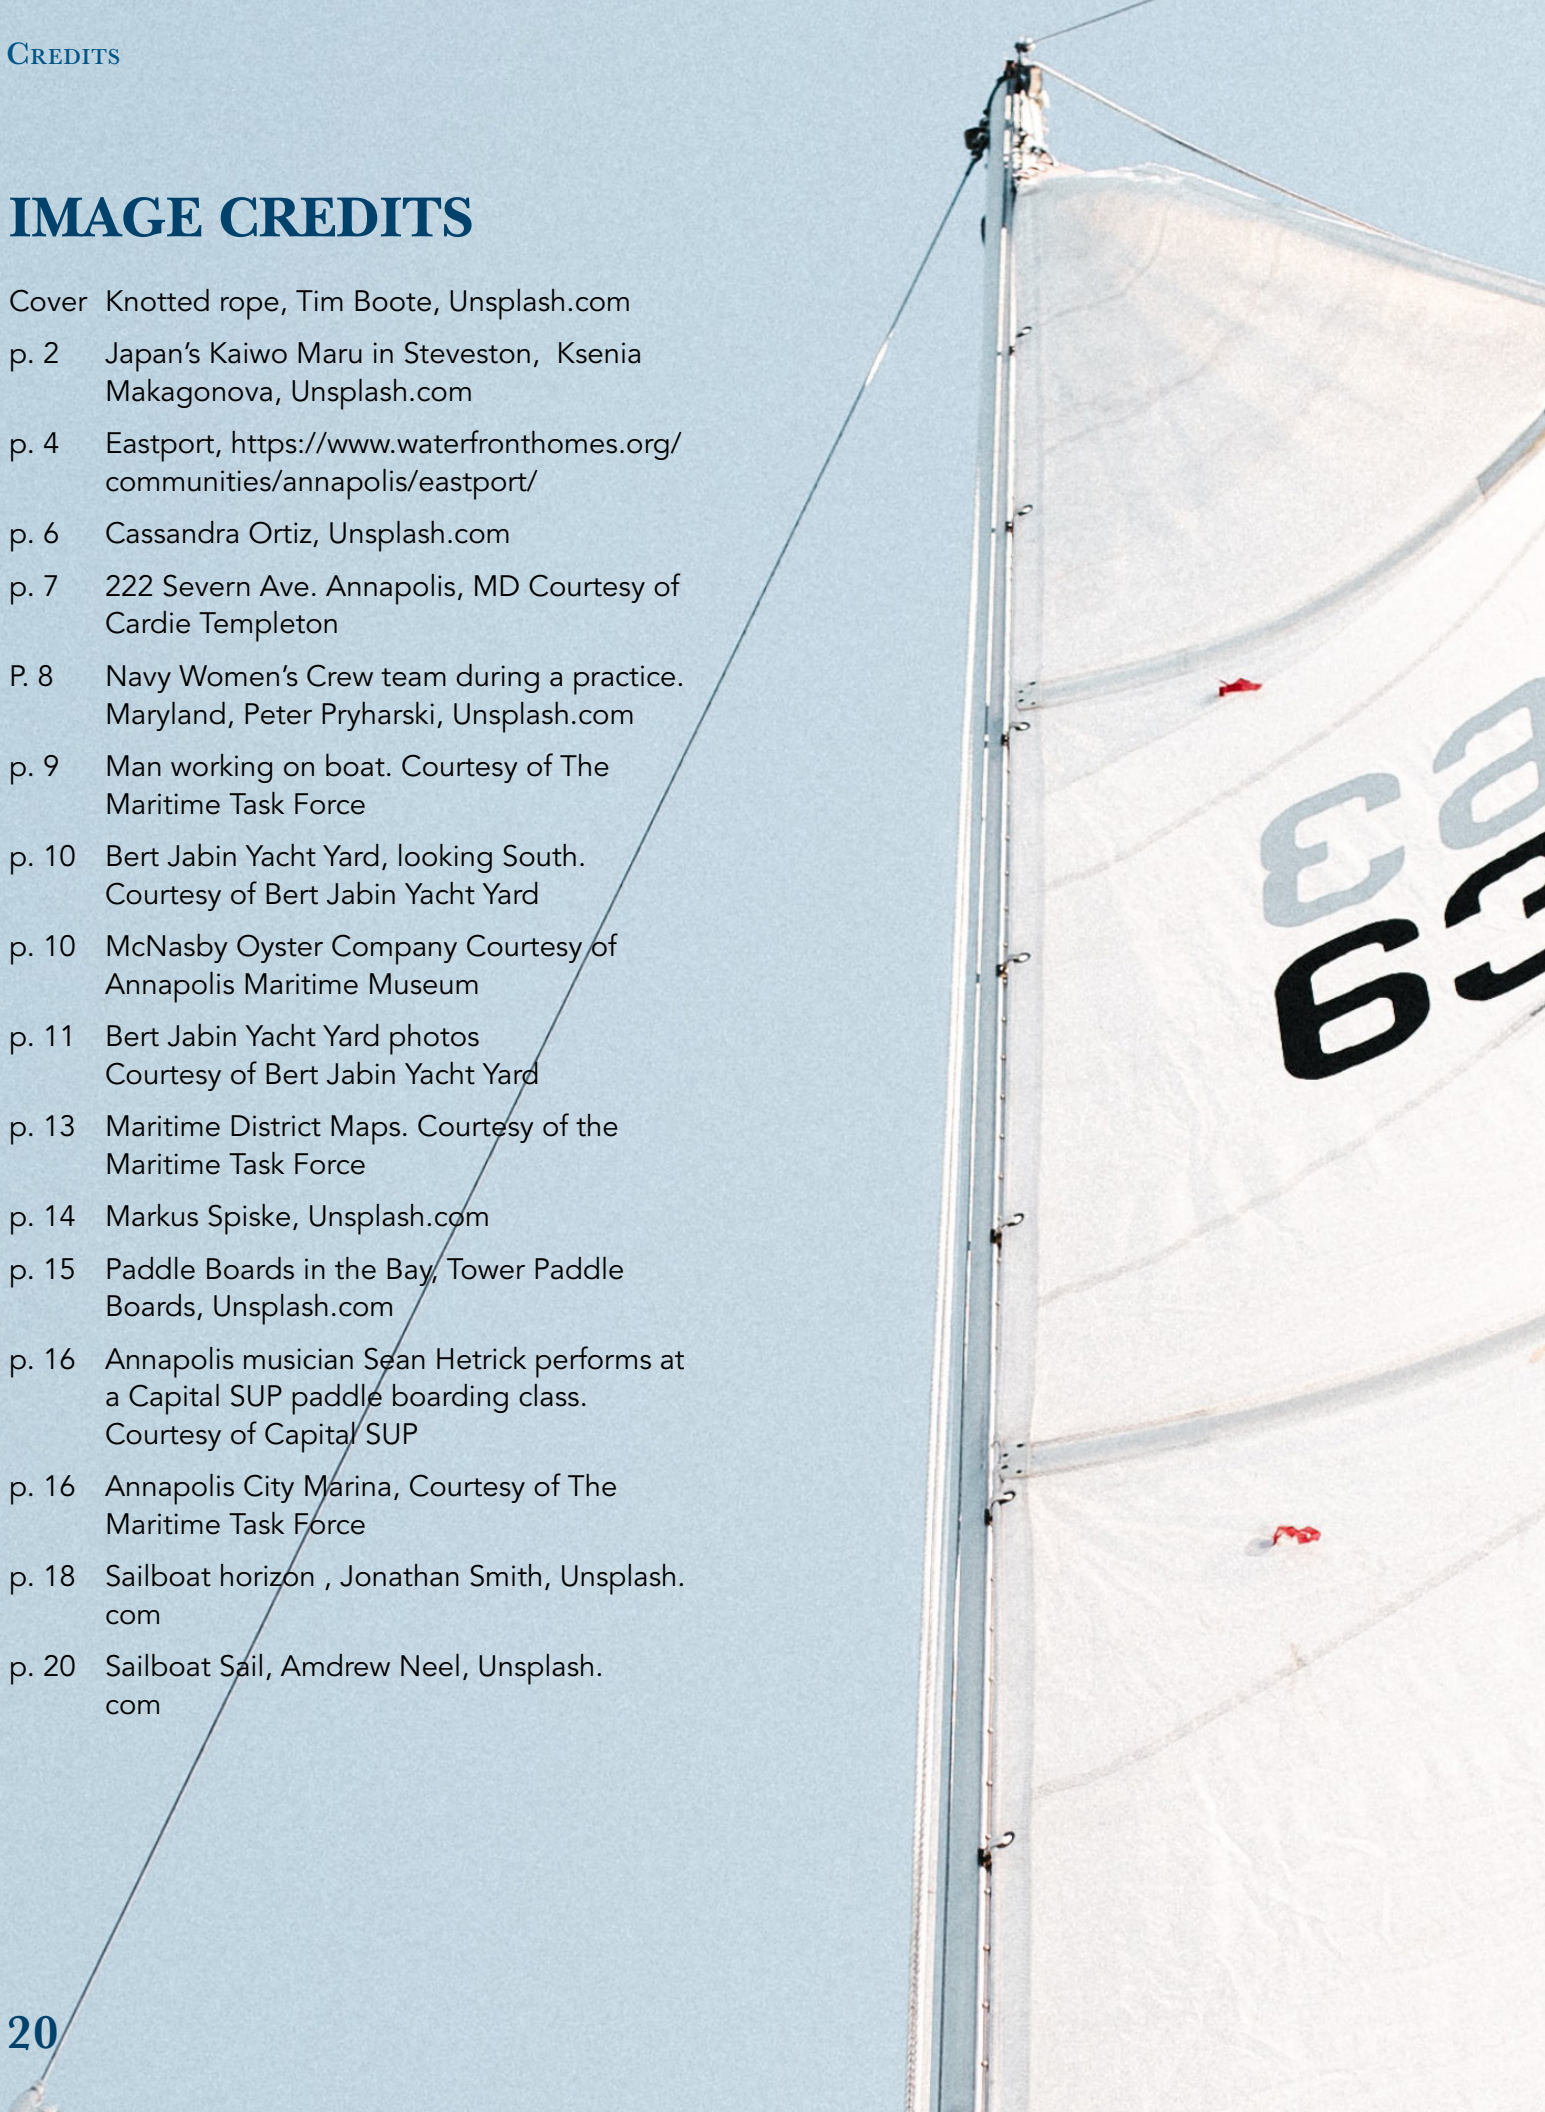 CREDITS
IMAGE CREDITS
Cover Knotted rope, Tim Boote, Unsplash.com
p. 2 Japan’s Kaiwo Maru in Steveston, Ksenia
Makagonova, Unsplash.com
p. 4 Eastport, https://www.waterfronthomes.org/
communities/annapolis/eastport/
p. 6 Cassandra Ortiz, Unsplash.com
p. 7 222 Severn Ave. Annapolis, MD Courtesy of
Cardie Templeton
P. 8 Navy Women’s Crew team during a practice.
Maryland, Peter Pryharski, Unsplash.com
p. 9 Man working on boat. Courtesy of The
Maritime Task Force
p. 10 Bert Jabin Yacht Yard, looking South.
Courtesy of Bert Jabin Yacht Yard
p. 10 McNasby Oyster Company Courtesy of
Annapolis Maritime Museum
p. 11 Bert Jabin Yacht Yard photos
Courtesy of Bert Jabin Yacht Yard
p. 13 Maritime District Maps. Courtesy of the
Maritime Task Force
p. 14 Markus Spiske, Unsplash.com
p. 15 Paddle Boards in the Bay, Tower Paddle
Boards, Unsplash.com
p. 16 Annapolis musician Sean Hetrick performs at
a Capital SUP paddle boarding class.
Courtesy of Capital SUP
p. 16 Annapolis City Marina, Courtesy of The
Maritime Task Force
p. 18 Sailboat horizon , Jonathan Smith, Unsplash.
com
p. 20 Sailboat Sail, Amdrew Neel, Unsplash.
com
63
20